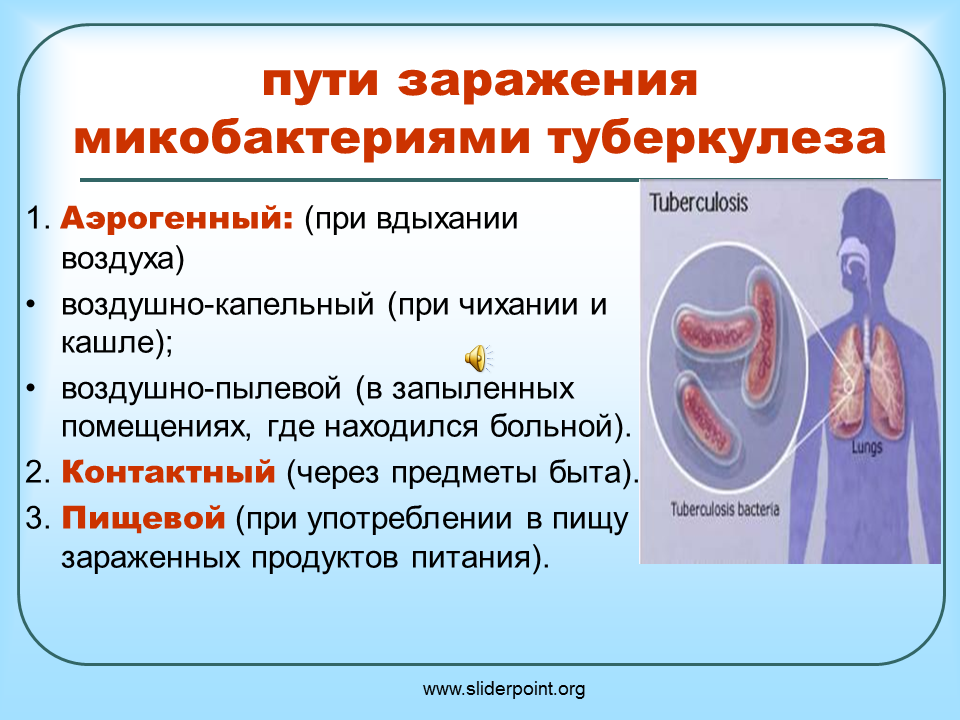 пути заражения
микобактериями туберкулеза
1. Аэрогенный: (при вдыхании
воздуха)
• воздушно-капельный (при чихании и
кашле);
• воздушно-пылевой (в запыленных
помещениях, где находился больной).
2. Контактный (через предметы быта).
3. Пищевой (при употреблении в пищу
зараженных продуктов питания).
Tuberculosis
Lungs
Tuberculosis bacteria
www.sliderpoint.org